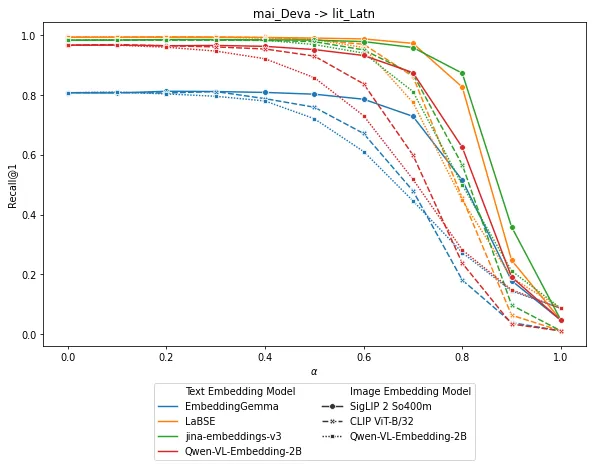 mai_Deva -> lit_Latn
Recall@1
1.0
0.8
0.6
0.4
0.2
0.0
0.0 0.2 0.4 0.6 0.8 1.0
α
Text Embedding Model
EmbeddingGemma
LaBSE
jina-embeddings-v3
Qwen-VL-Embedding-2B
Image Embedding Model
SigLIP 2 So400m
CLIP ViT-B/32
Qwen-VL-Embedding-2B